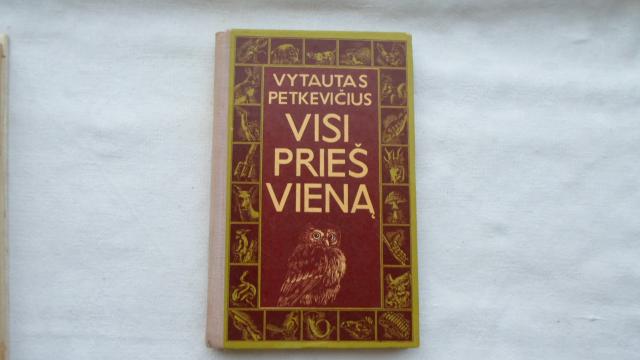 VYTAUTAS
PETKEVIČIUS
VISI
PRIEŠ
VIENĄ